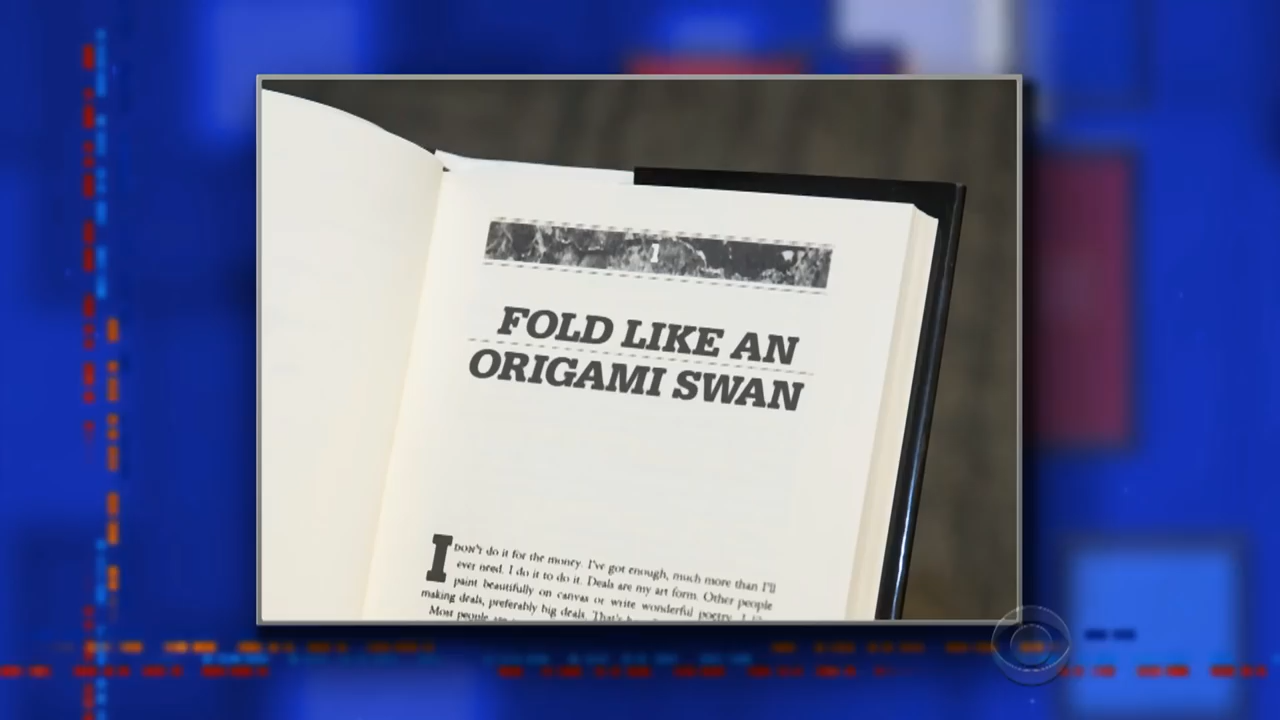 1
FOLD LIKE AN
ORIGAMI SWAN
I DON'T do it for the money. I've got enough, much more than I'll
ever need. I do it to do it. Deals are my art form. Other people
paint beautifully on canvas or write wonderful poetry. I
making deals, preferably big deals. That's
Most people